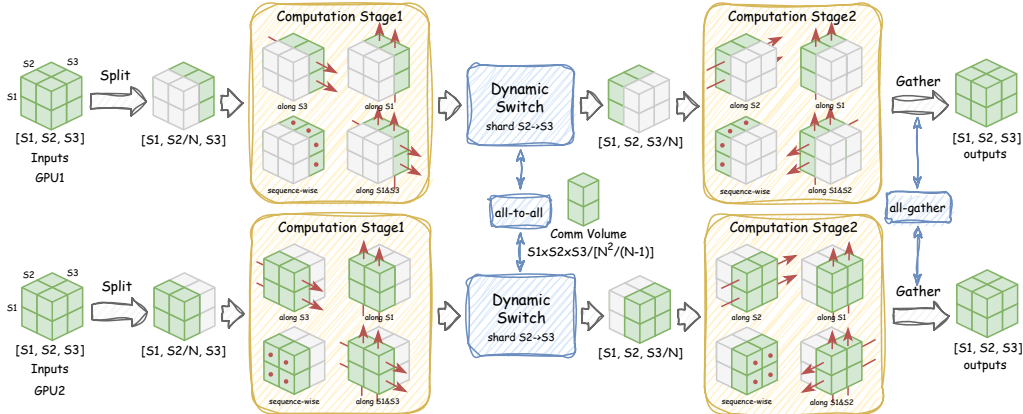 Computation Stage1
Computation Stage2
S2
S3
S1
Split
along S3
along S1
Dynamic
Switch
shard S2→S3
along S2
along S1
Gather
[S1, S2, S3]
Inputs
GPU1
[S1, S2/N, S3]
sequence-wise
along S1&S3
[S1, S2, S3/N]
sequence-wise
along S1&S2
[S1, S2, S3]
outputs
all-to-all
Comm Volume
S1xS2xS3/[N²/(N-1)]
all-gather
Computation Stage1
Computation Stage2
S2
S3
S1
Split
along S3
along S1
Dynamic
Switch
shard S2→S3
along S2
along S1
Gather
[S1, S2, S3]
Inputs
GPU2
[S1, S2/N, S3]
sequence-wise
along S1&S3
[S1, S2, S3/N]
sequence-wise
along S1&S2
[S1, S2, S3]
outputs